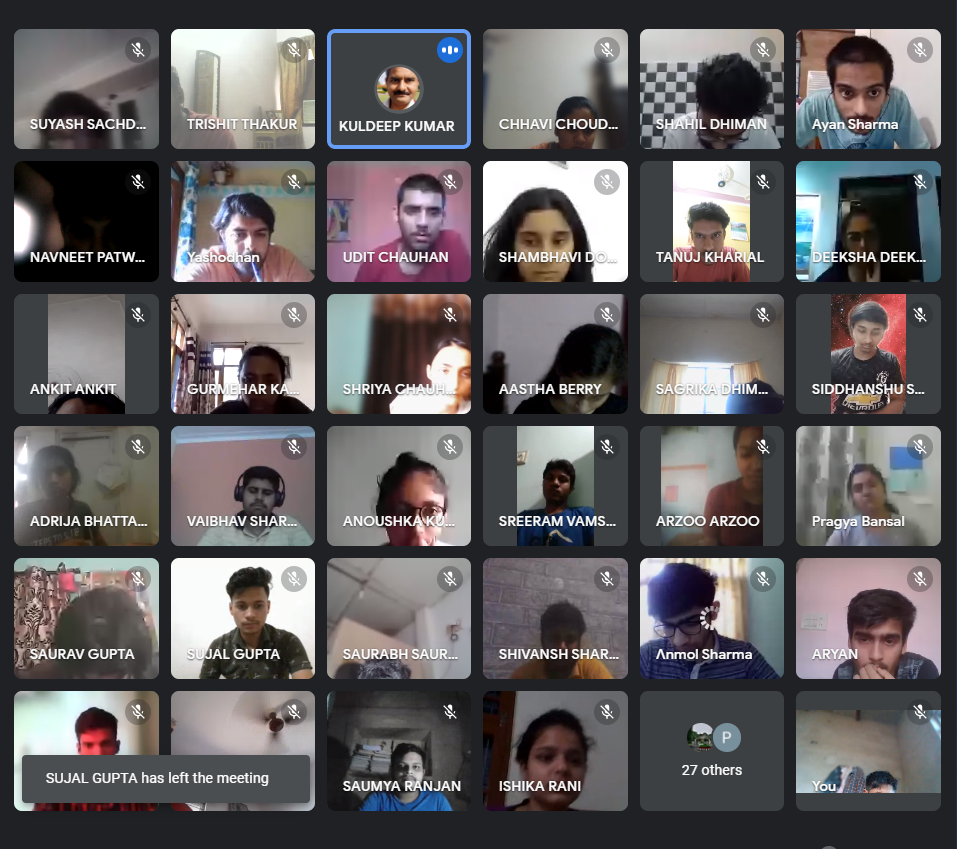 SUYASH SACHD...
TRISHIT THAKUR
KULDEEP KUMAR
CHHAVI CHOUD...
SHAHIL DHIMAN
Ayan Sharma
NAVNEET PATW...
Yashodhan
UDIT CHAUHAN
SHAMBHAVI DO...
TANUJ KHARIAL
DEEKSHA DEEK...
ANKIT ANKIT
GURMEHAR KA...
SHRIYA CHAUH...
AASTHA BERRY
SAGRIKA DHIM...
SIDDHANSHU S...
ADRIJA BHATTA...
VAIBHAV SHAR...
ANOUSHKA KU...
SREERAM VAMS...
ARZOO ARZOO
Pragya Bansal
SAURAV GUPTA
SUJAL GUPTA
SAURABH SAUR...
SHIVANSH SHAR...
Anmol Sharma
ARYAN
SUJAL GUPTA has left the meeting
SAUMYA RANJAN
ISHIKA RANI
P
27 others
You